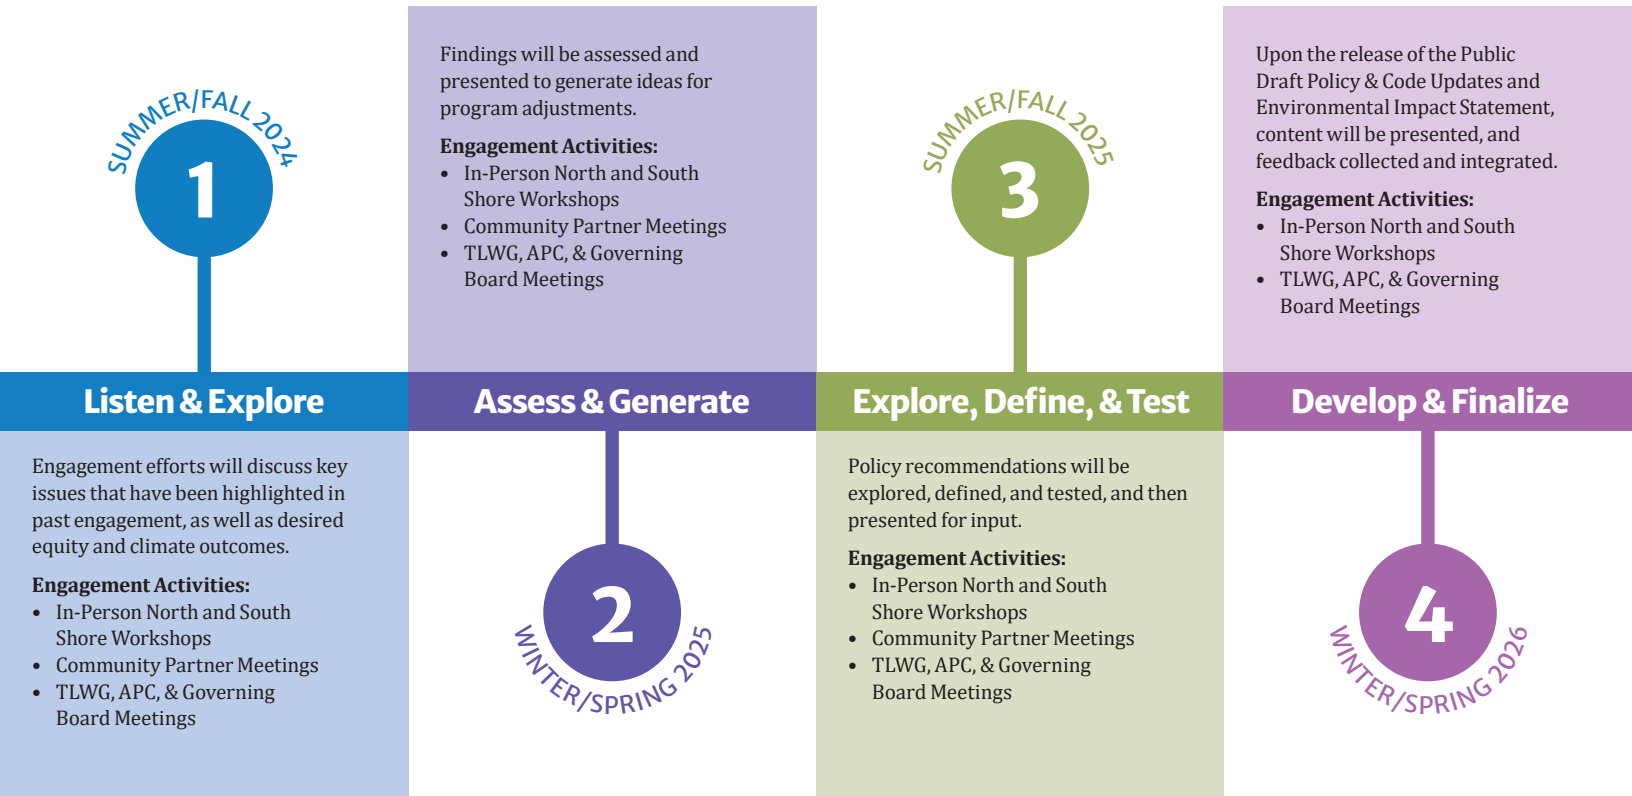 SUMMER/FALL 2024
1
Listen & Explore
Engagement efforts will discuss key
issues that have been highlighted in
past engagement, as well as desired
equity and climate outcomes.
Engagement Activities:
• In-Person North and South
Shore Workshops
• Community Partner Meetings
• TLWG, APC, & Governing
Board Meetings
Findings will be assessed and
presented to generate ideas for
program adjustments.
Engagement Activities:
• In-Person North and South
Shore Workshops
• Community Partner Meetings
• TLWG, APC, & Governing
Board Meetings
Assess & Generate
2
WINTER/SPRING 2025
SUMMER/FALL 2025
3
Explore, Define, & Test
Policy recommendations will be
explored, defined, and tested, and then
presented for input.
Engagement Activities:
• In-Person North and South
Shore Workshops
• Community Partner Meetings
• TLWG, APC, & Governing
Board Meetings
Upon the release of the Public
Draft Policy & Code Updates and
Environmental Impact Statement,
content will be presented, and
feedback collected and integrated.
Engagement Activities:
• In-Person North and South
Shore Workshops
• TLWG, APC, & Governing
Board Meetings
Develop & Finalize
4
WINTER/SPRING 2026